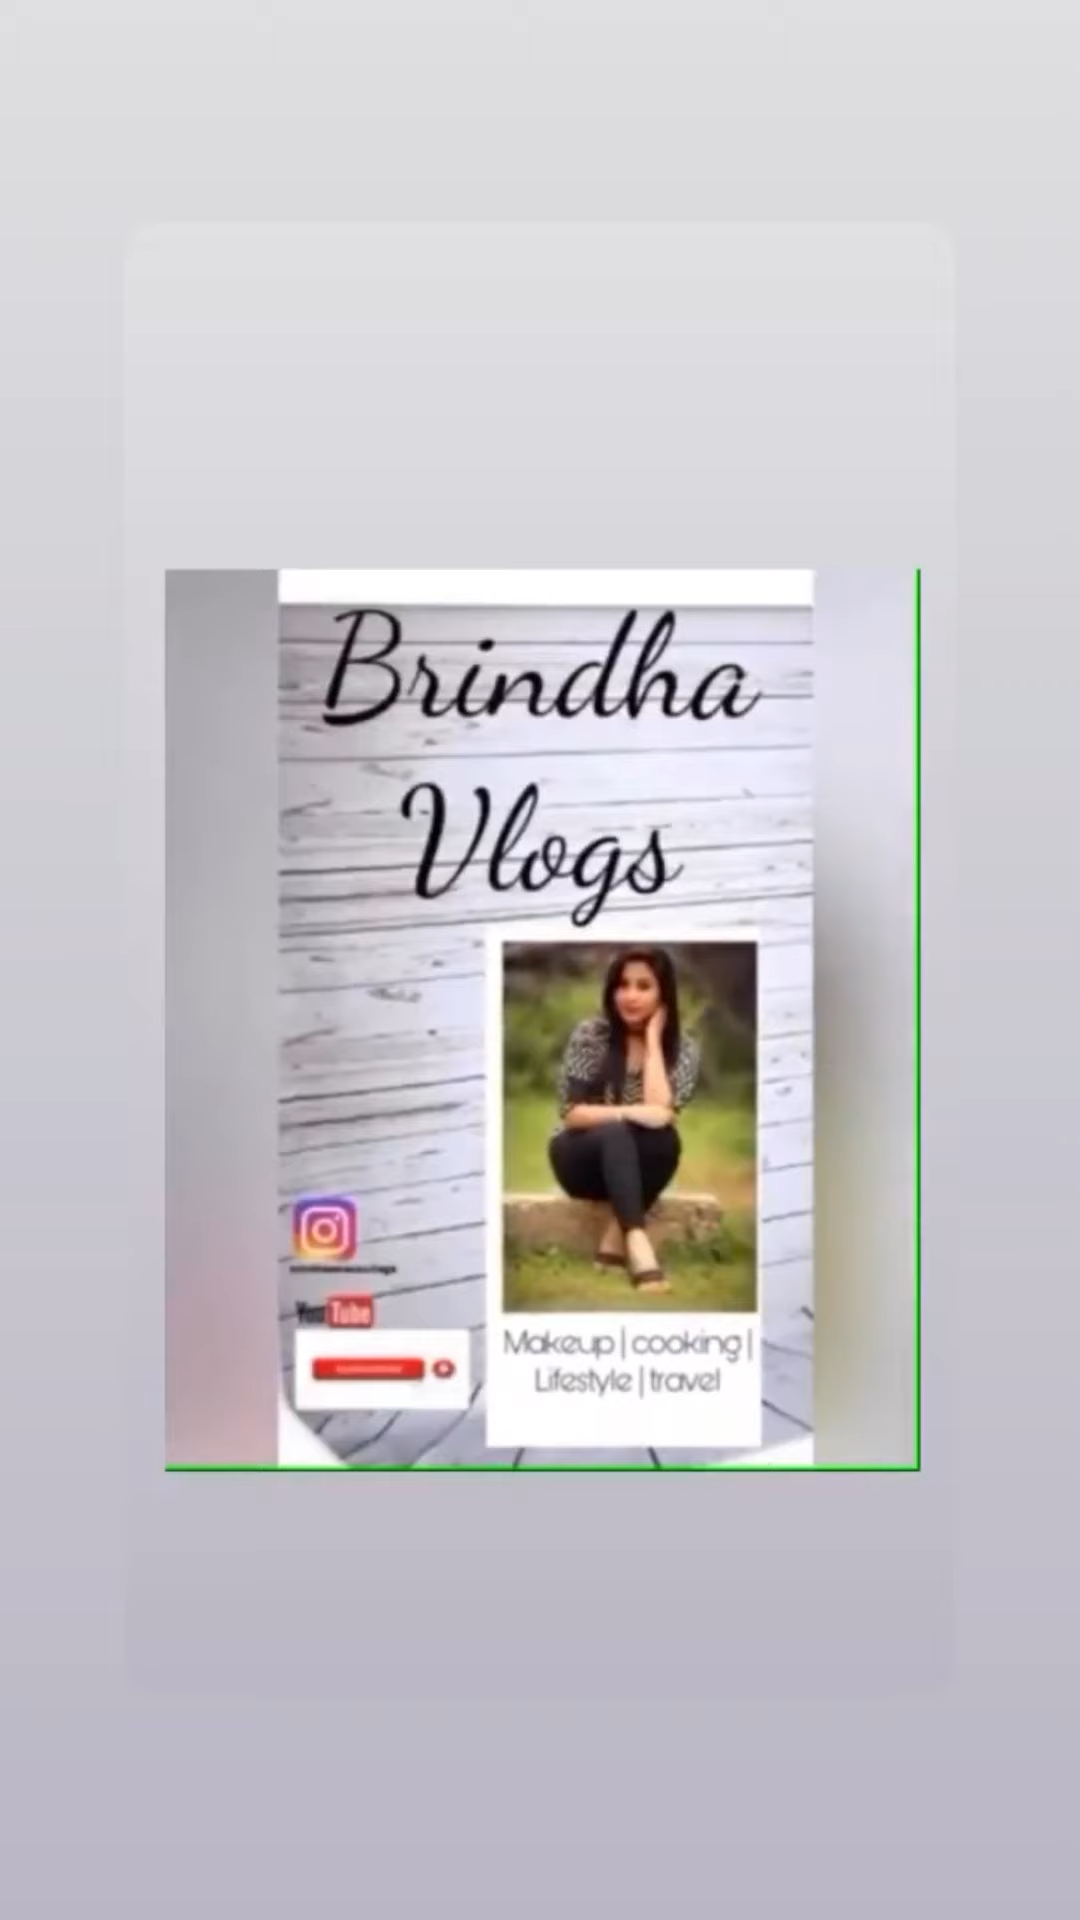 Brindha
Vlogs
YouTube
Makeup | cooking |
Lifestyle | travel